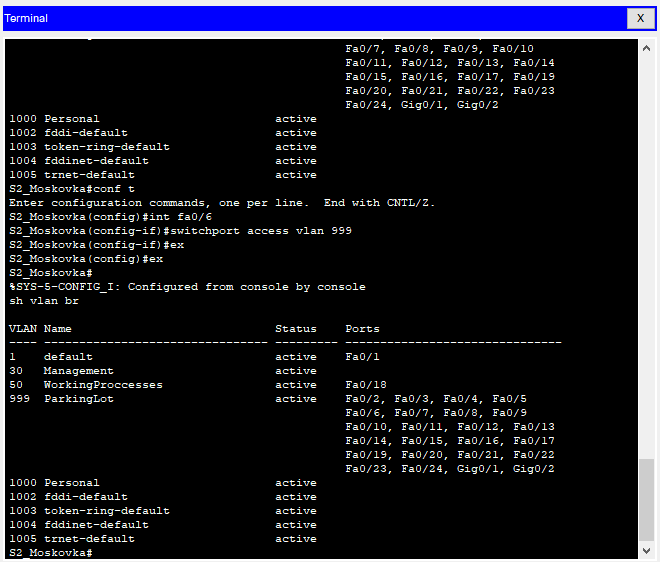 Terminal
X
Fa0/7, Fa0/8, Fa0/9, Fa0/10
Fa0/11, Fa0/12, Fa0/13, Fa0/14
Fa0/15, Fa0/16, Fa0/17, Fa0/19
Fa0/20, Fa0/21, Fa0/22, Fa0/23
Fa0/24, Gig0/1, Gig0/2
1000 Personal                         active
1002 fddi-default                     active
1003 token-ring-default               active
1004 fddinet-default                  active
1005 trnet-default                    active
S2_Moskovka#conf t
Enter configuration commands, one per line.  End with CNTL/Z.
S2_Moskovka(config)#int fa0/6
S2_Moskovka(config-if)#switchport access vlan 999
S2_Moskovka(config-if)#ex
S2_Moskovka(config)#ex
S2_Moskovka#
%SYS-5-CONFIG_I: Configured from console by console
sh vlan br
VLAN Name                             Status    Ports
---- -------------------------------- --------- -------------------------------
1    default                          active    Fa0/1
30   Management                       active
50   WorkingProccesses                active    Fa0/18
999  ParkingLot                       active    Fa0/2, Fa0/3, Fa0/4, Fa0/5
Fa0/6, Fa0/7, Fa0/8, Fa0/9
Fa0/10, Fa0/11, Fa0/12, Fa0/13
Fa0/14, Fa0/15, Fa0/16, Fa0/17
Fa0/19, Fa0/20, Fa0/21, Fa0/22
Fa0/23, Fa0/24, Gig0/1, Gig0/2
1000 Personal                         active
1002 fddi-default                     active
1003 token-ring-default               active
1004 fddinet-default                  active
1005 trnet-default                    active
S2_Moskovka#